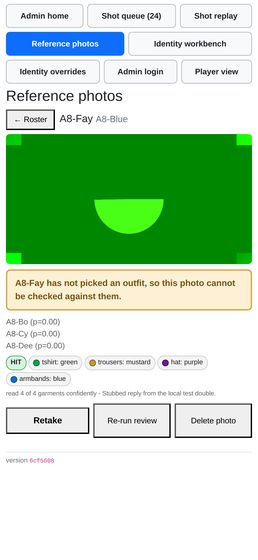 Admin home
Shot queue (24)
Shot replay
Reference photos
Identity workbench
Identity overrides
Admin login
Player view
Reference photos
← Roster
A8-Fay A8-Blue
A8-Fay has not picked an outfit, so this photo cannot
be checked against them.
A8-Bo (p=0.00)
A8-Cy (p=0.00)
A8-Dee (p=0.00)
HIT
tshirt: green
trousers: mustard
hat: purple
armbands: blue
read 4 of 4 garments confidently - Stubbed reply from the local test double.
Retake
Re-run review
Delete photo
version 6cf5608